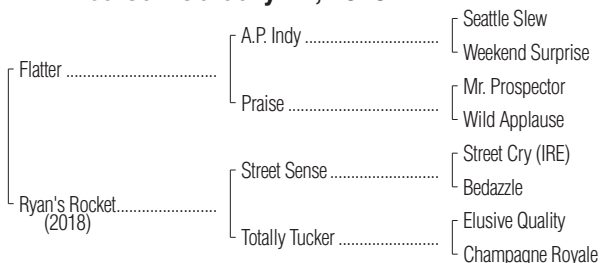 Seattle Slew
A.P. Indy ..................................
Weekend Surprise
Flatter ......................................
Mr. Prospector
Praise ......................................
Wild Applause
Street Cry (IRE)
Street Sense ...........................
Bedazzle
Ryan's Rocket.........................
(2018)
Elusive Quality
Totally Tucker .........................
Champagne Royale